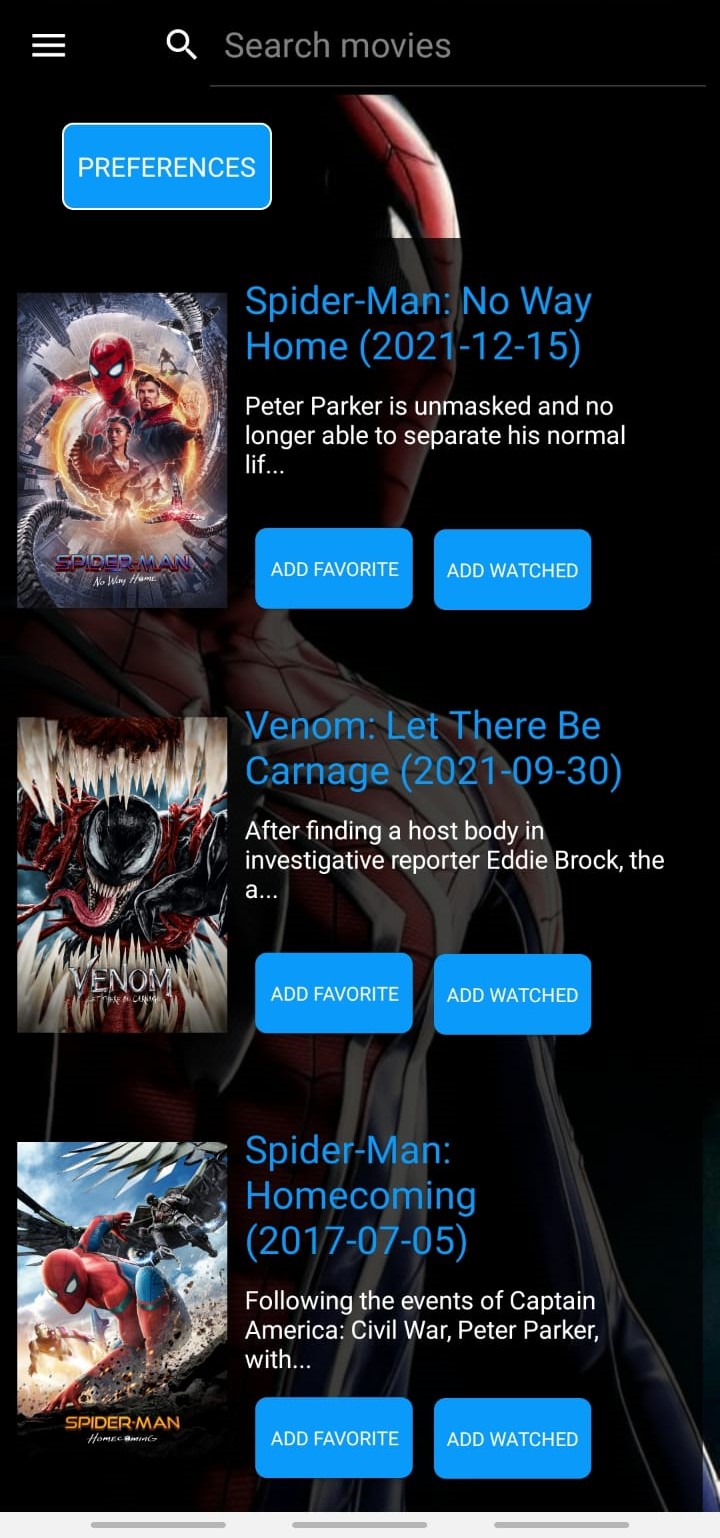 Search movies
PREFERENCES
Spider-Man: No Way
Home (2021-12-15)
Peter Parker is unmasked and no
longer able to separate his normal
lif...
SPIDER-MAN
No Way Home
ADD FAVORITE
ADD WATCHED
Venom: Let There Be
Carnage (2021-09-30)
After finding a host body in
investigative reporter Eddie Brock, the
a...
VENOM
LET THERE BE CARNAGE
ADD FAVORITE
ADD WATCHED
Spider-Man:
Homecoming
(2017-07-05)
Following the events of Captain
America: Civil War, Peter Parker,
with...
SPIDER-MAN
HOMECOMING
ADD FAVORITE
ADD WATCHED